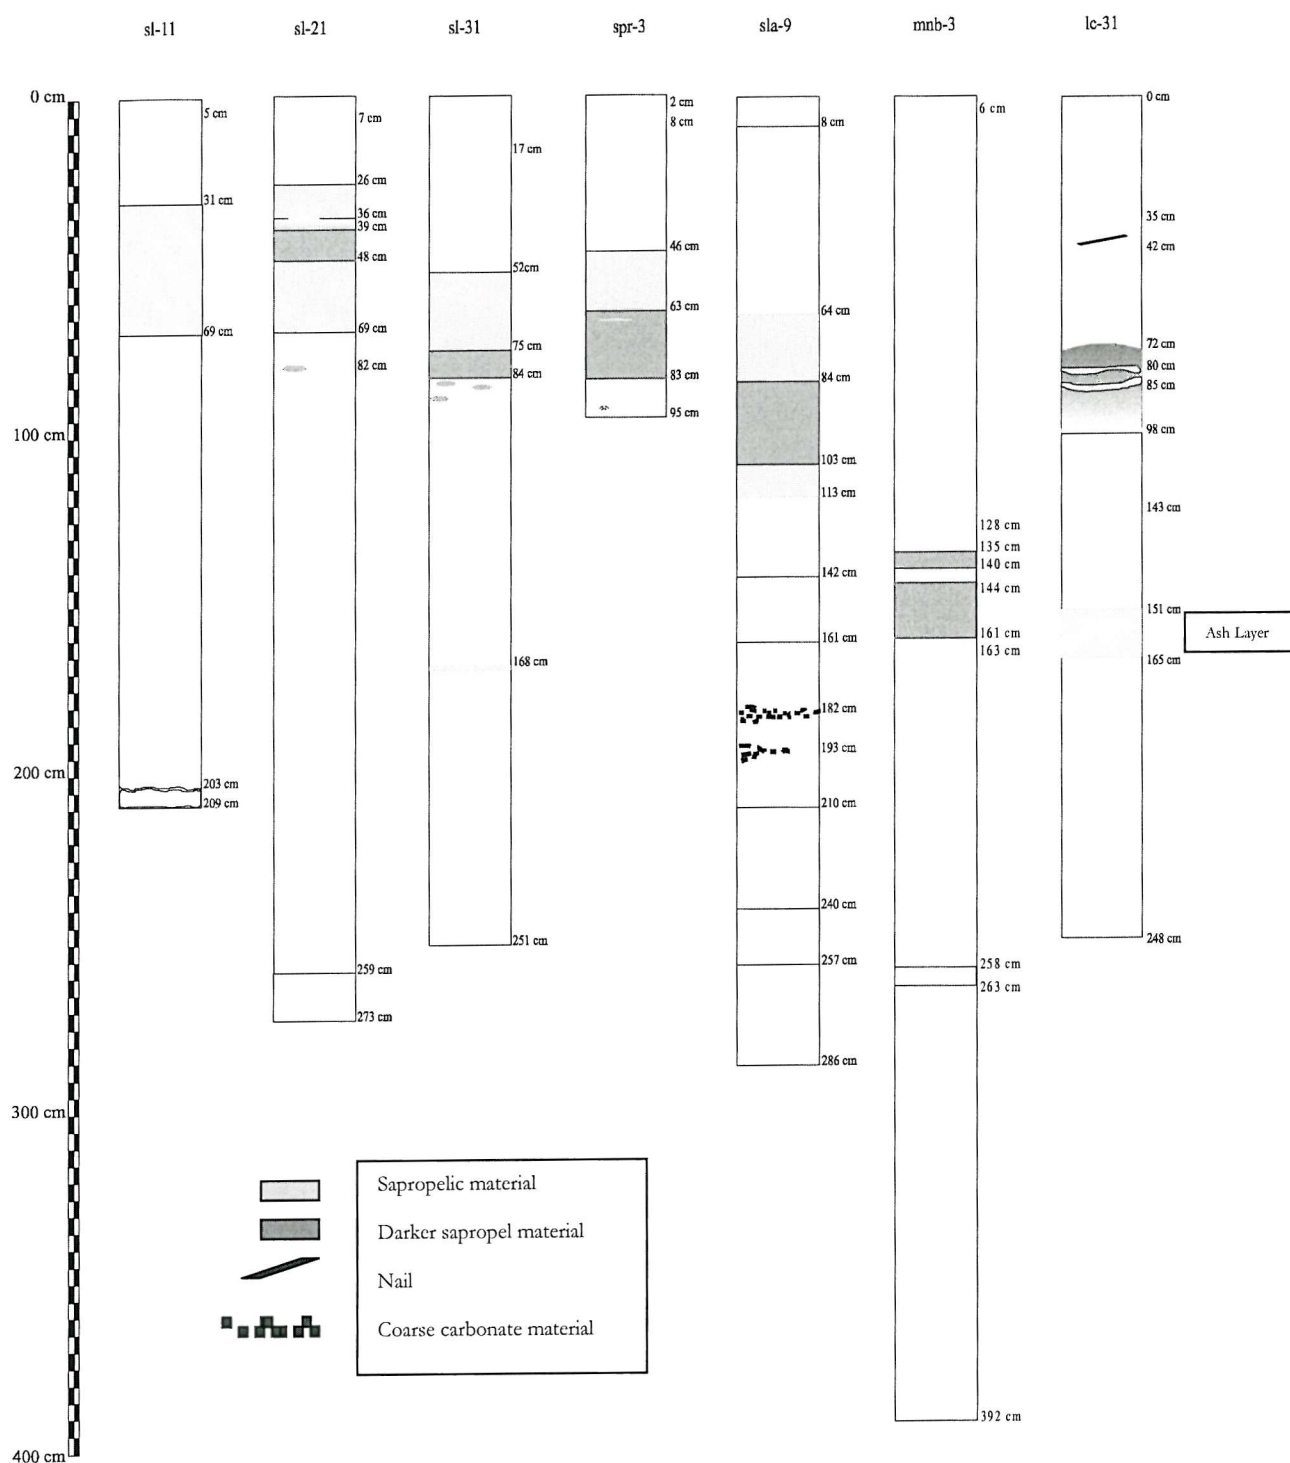 sl-11
sl-21
sl-31
spr-3
sla-9
mnb-3
lc-31
0 cm
100 cm
200 cm
300 cm
400 cm
5 cm
31 cm
69 cm
203 cm
209 cm
7 cm
26 cm
36 cm
39 cm
48 cm
69 cm
82 cm
259 cm
273 cm
17 cm
52cm
75 cm
84 cm
168 cm
251 cm
2 cm
8 cm
46 cm
63 cm
83 cm
95 cm
8 cm
64 cm
84 cm
103 cm
113 cm
142 cm
161 cm
182 cm
193 cm
210 cm
240 cm
257 cm
286 cm
6 cm
128 cm
135 cm
140 cm
144 cm
161 cm
163 cm
258 cm
263 cm
392 cm
0 cm
35 cm
42 cm
72 cm
80 cm
85 cm
98 cm
143 cm
151 cm
165 cm
248 cm
Ash Layer
Sapropelic material
Darker sapropel material
Nail
Coarse carbonate material